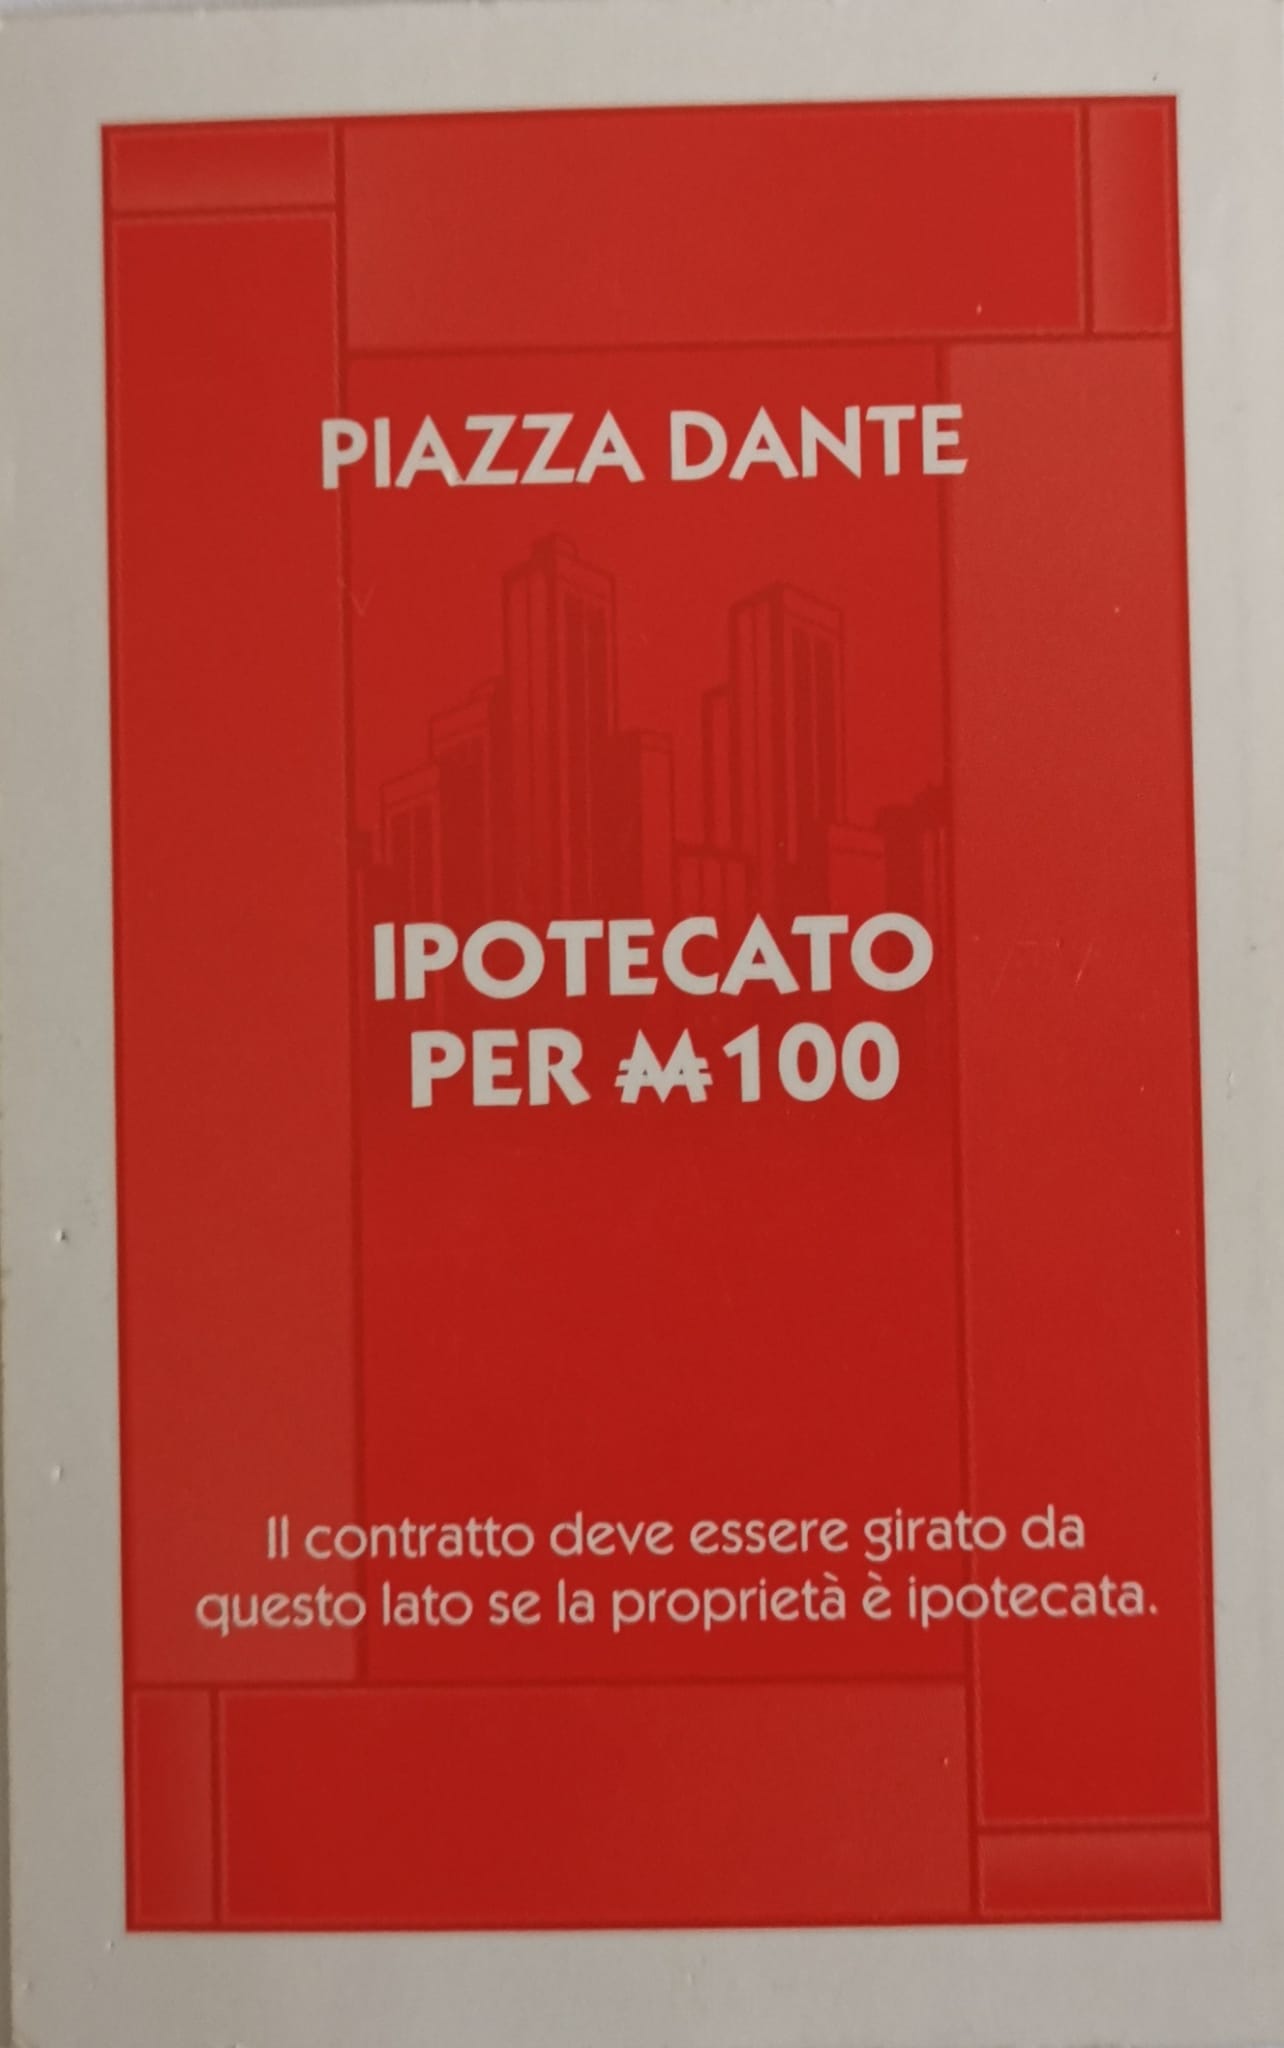 PIAZZA DANTE
IPOTECATO
PER ₩100
Il contratto deve essere girato da
questo lato se la proprietà è ipotecata.